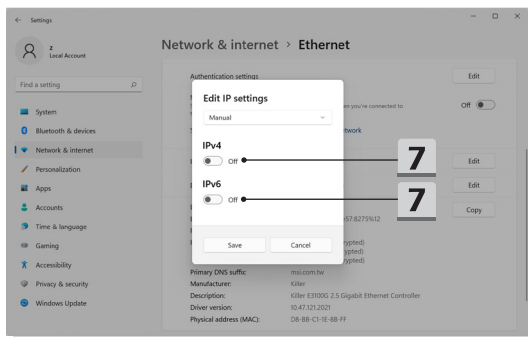 Settings
z
Local Account
Find a setting
System
Bluetooth & devices
Network & internet
Personalization
Apps
Accounts
Time & language
Gaming
Accessibility
Privacy & security
Windows Update
Network & internet > Ethernet
Authentication settings
Edit
en you're connected to
Off
etwork
Edit IP settings
Manual
IPv4
Off
7
Edit
IPv6
Off
7
Edit
Copy
e57:8275%12
Save
Cancel
rypted)
ypted)
rypted)
Primary DNS suffix:
msi.com.tw
Manufacturer:
Killer
Description:
Killer E3100G 2.5 Gigabit Ethernet Controller
Driver version:
10.47.121.2021
Physical address (MAC):
D8-BB-C1-1E-8B-FF